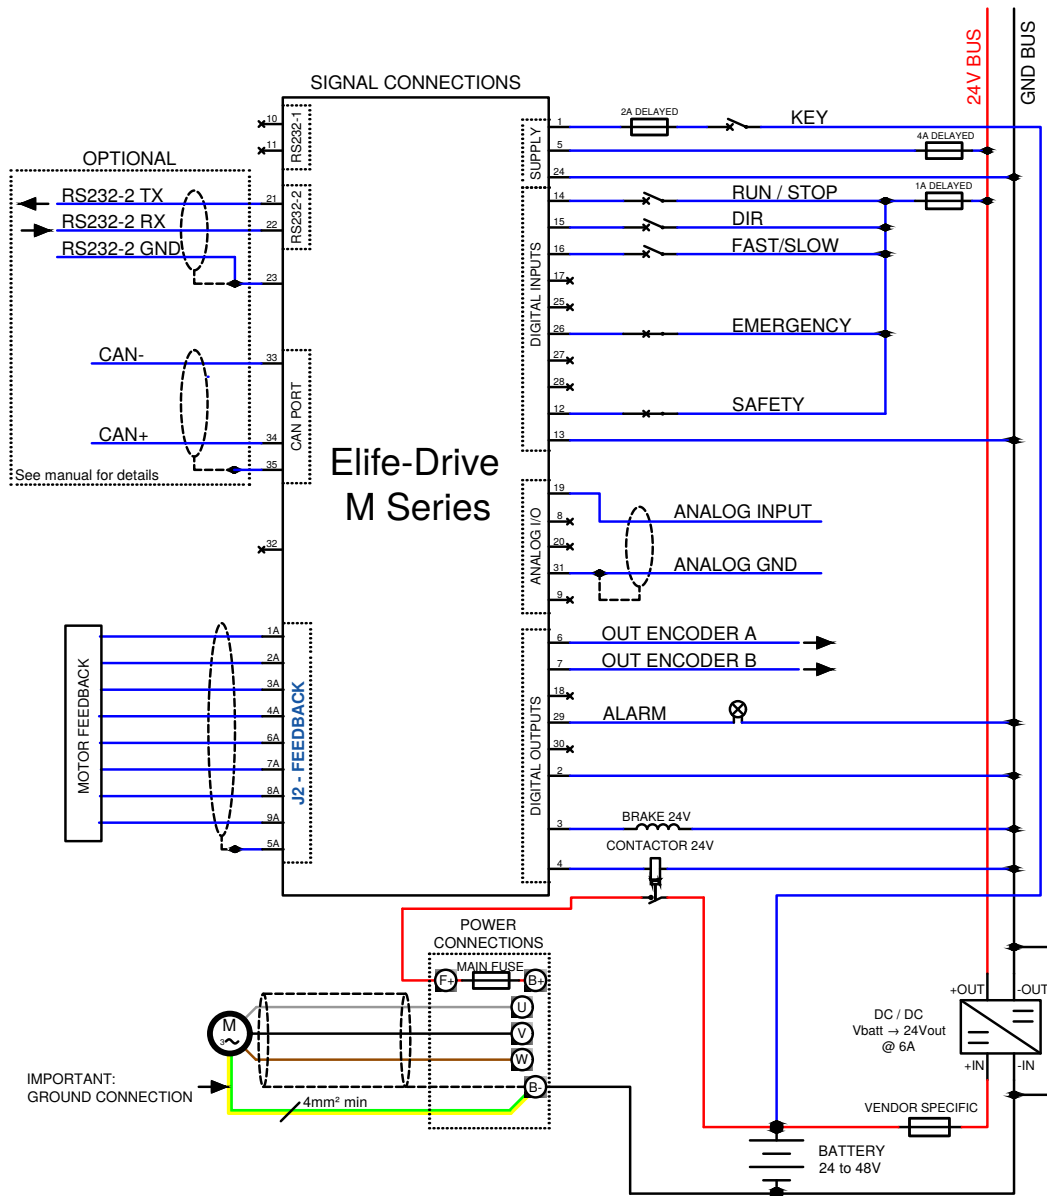 24V BUS
GND BUS
SIGNAL CONNECTIONS
10
11
RS232-1
OPTIONAL
RS232-2 TX
21
RS232-2 RX
22
RS232-2 GND
23
RS232-2
CAN-
33
CAN+
34
35
CAN PORT
See manual for details
32
Elife-Drive
M Series
SUPPLY
1
2A DELAYED
KEY
5
4A DELAYED
24
DIGITAL INPUTS
14
RUN / STOP
1A DELAYED
15
DIR
16
FAST/SLOW
17
25
26
EMERGENCY
27
28
12
SAFETY
13
ANALOG I/O
19
8
ANALOG INPUT
20
31
ANALOG GND
9
DIGITAL OUTPUTS
6
OUT ENCODER A
7
OUT ENCODER B
18
29
ALARM
30
2
3
BRAKE 24V
4
CONTACTOR 24V
MOTOR FEEDBACK
1A
2A
3A
4A
6A
7A
8A
9A
5A
J2 - FEEDBACK
POWER
CONNECTIONS
F+
MAIN FUSE
B+
U
V
W
B-
M
3
IMPORTANT:
GROUND CONNECTION
4mm² min
+OUT
-OUT
DC / DC
Vbatt → 24Vout
@ 6A
+IN
-IN
VENDOR SPECIFIC
BATTERY
24 to 48V